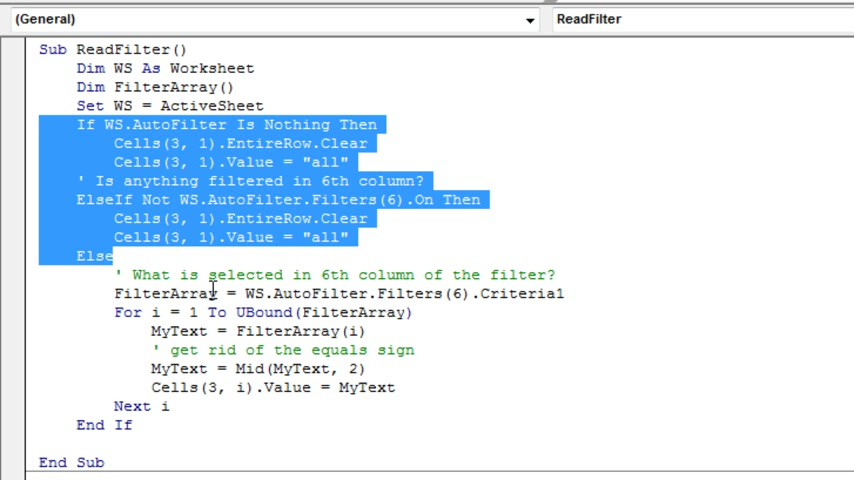 (General)
ReadFilter
Sub ReadFilter()
    Dim WS As Worksheet
    Dim FilterArray()
    Set WS = ActiveSheet
    If WS.AutoFilter Is Nothing Then
        Cells(3, 1).EntireRow.Clear
        Cells(3, 1).Value = "all"
    ' Is anything filtered in 6th column?
    ElseIf Not WS.AutoFilter.Filters(6).On Then
        Cells(3, 1).EntireRow.Clear
        Cells(3, 1).Value = "all"
    Else
        ' What is selected in 6th column of the filter?
        FilterArray = WS.AutoFilter.Filters(6).Criteria1
        For i = 1 To UBound(FilterArray)
            MyText = FilterArray(i)
            ' get rid of the equals sign
            MyText = Mid(MyText, 2)
            Cells(3, i).Value = MyText
        Next i
    End If
End Sub